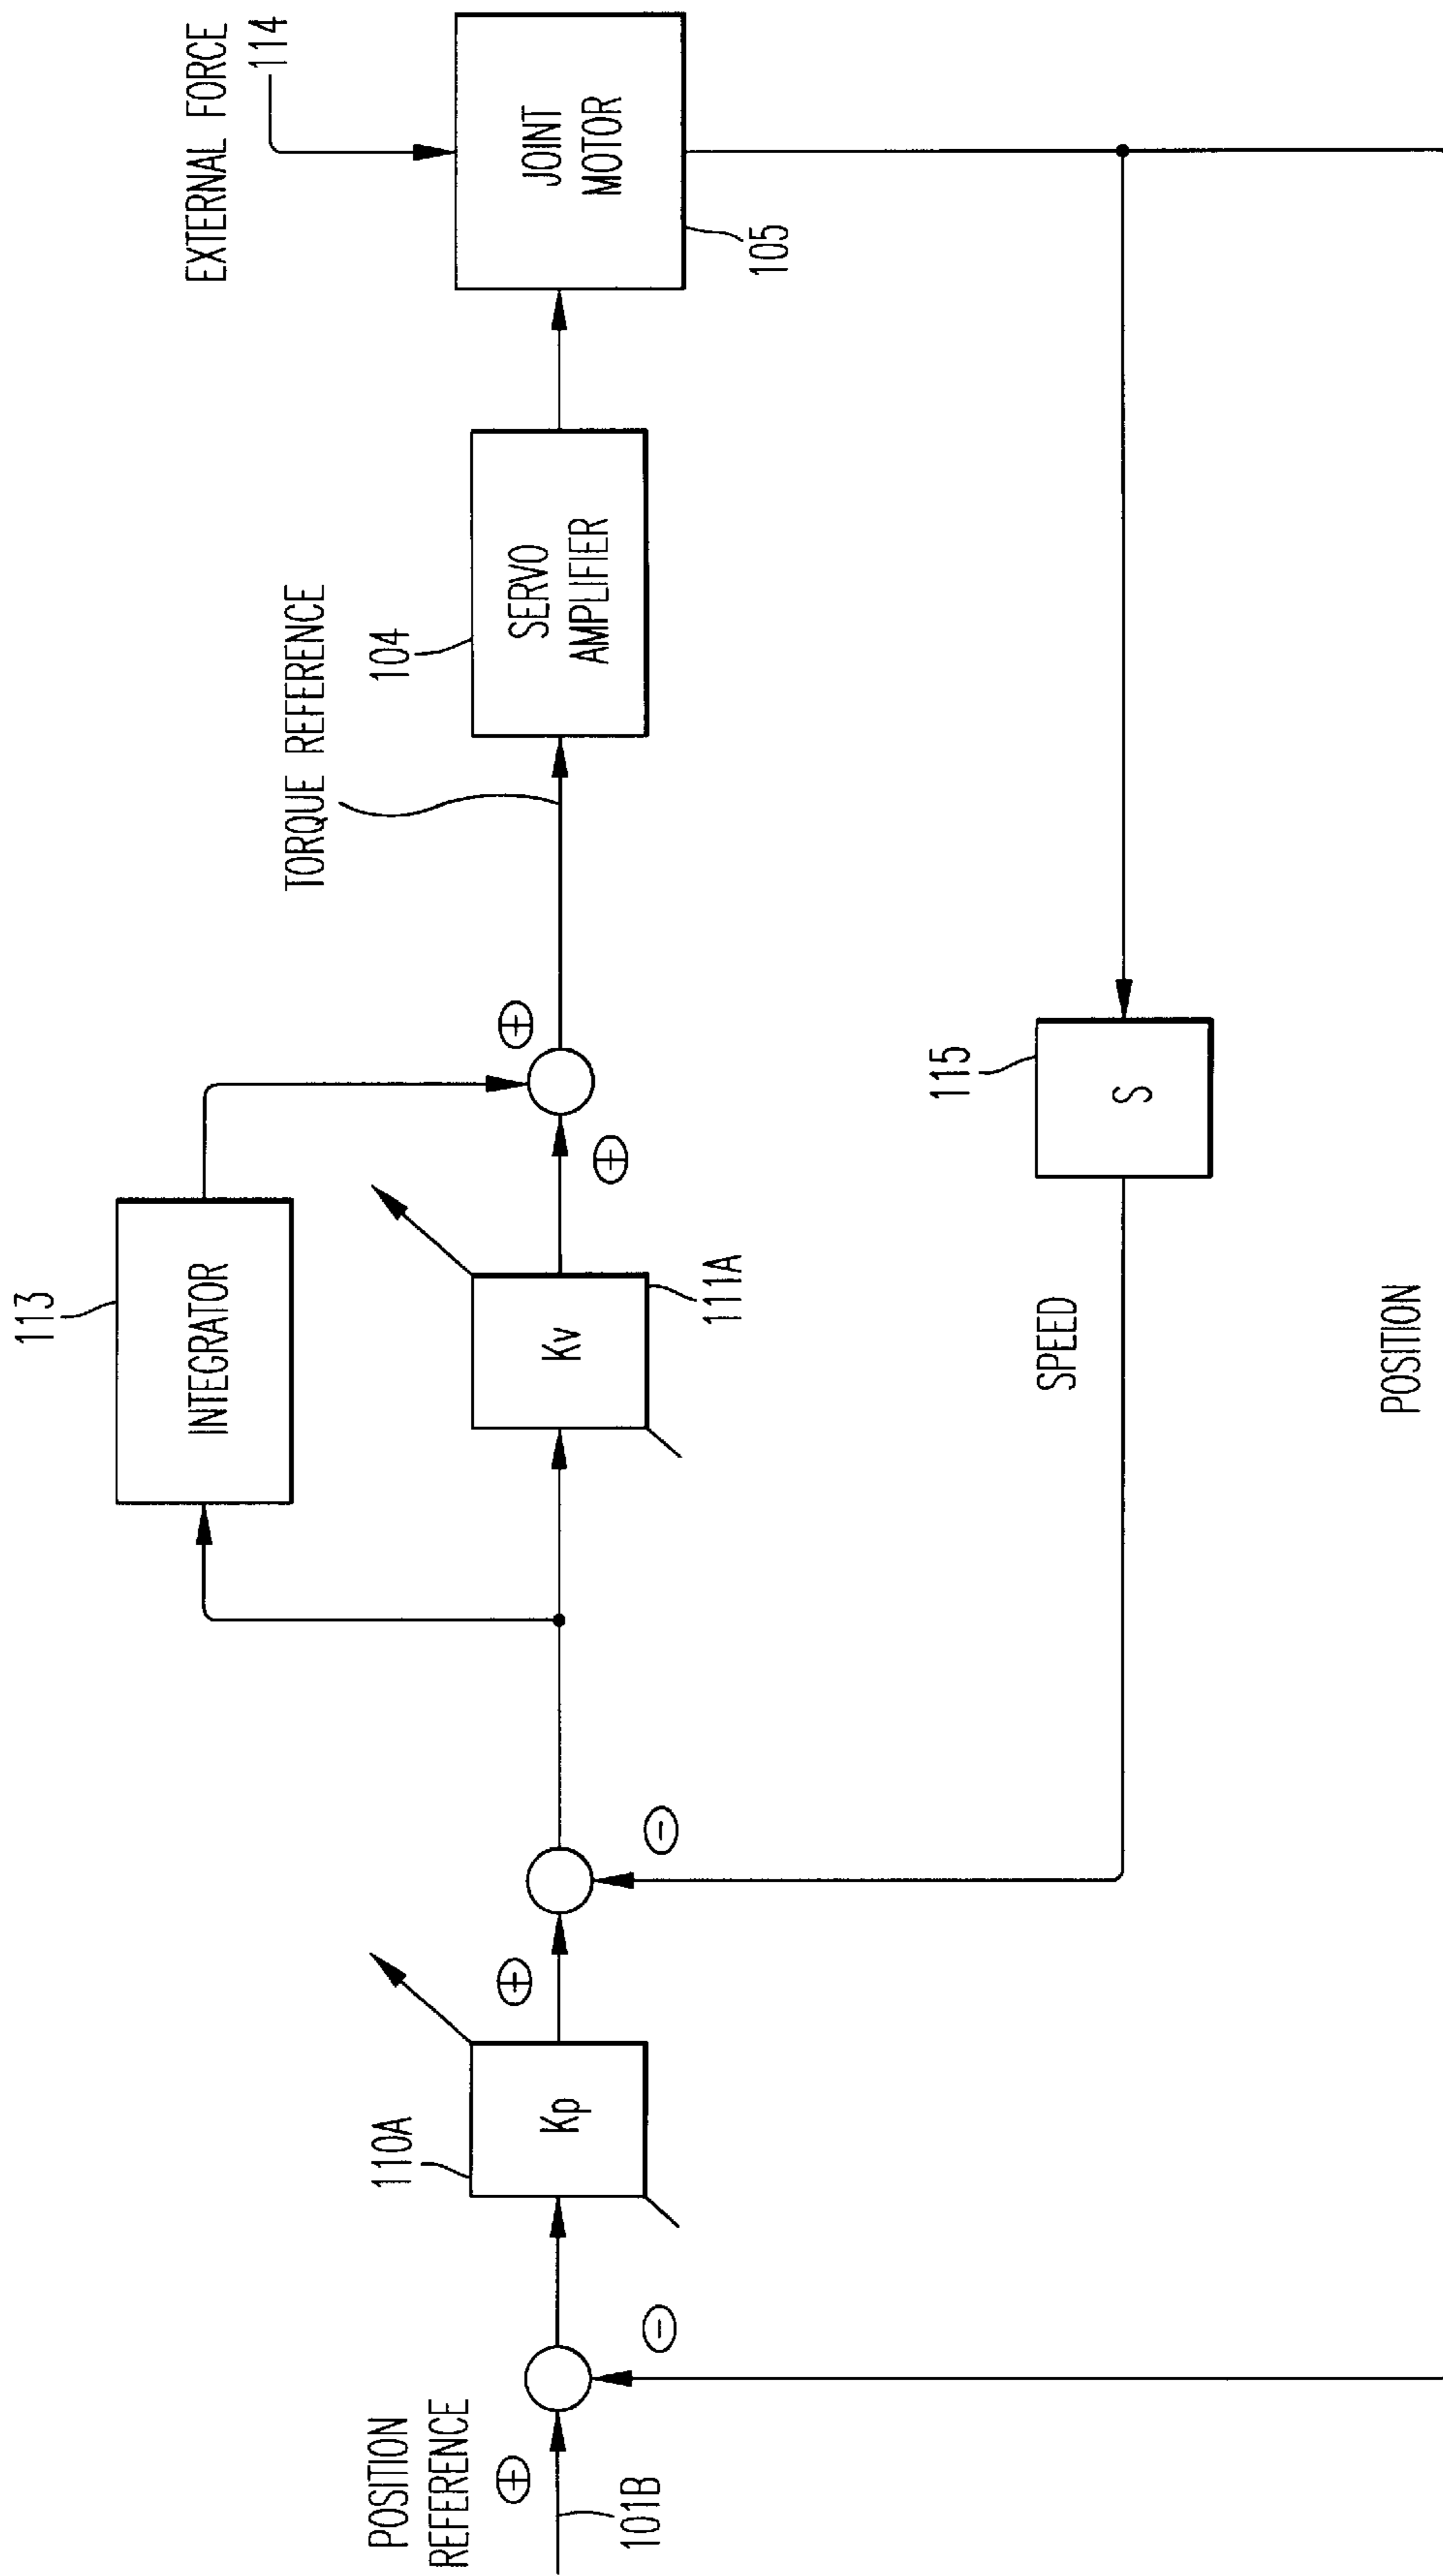 POSITION
REFERENCE
⊕
101B
⊖
110A
Kp
⊕
⊖
113
INTEGRATOR
Kv
111A
⊕
⊕
TORQUE REFERENCE
104
SERVO
AMPLIFIER
EXTERNAL FORCE
114
JOINT
MOTOR
105
115
S
SPEED
POSITION